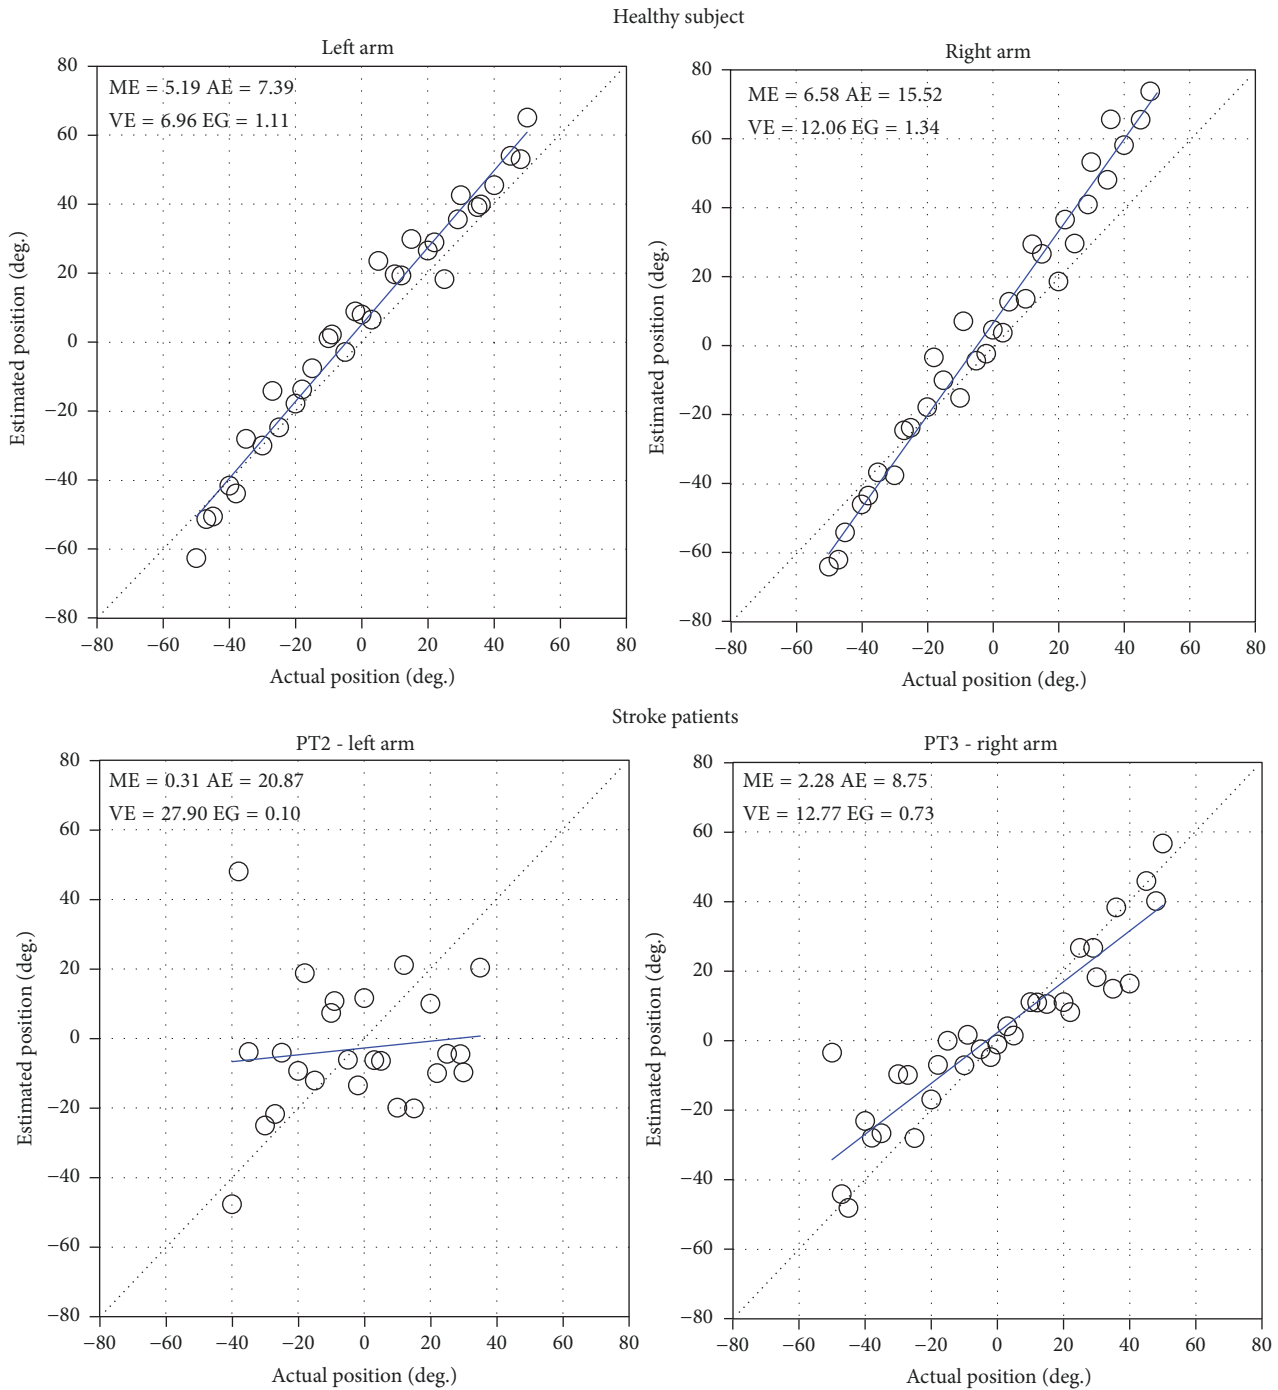 Healthy subject
Left arm
ME = 5.19 AE = 7.39
VE = 6.96 EG = 1.11
80
60
40
20
0
−20
−40
−60
−80
Estimated position (deg.)
−80 −60 −40 −20 0 20 40 60 80
Actual position (deg.)
Right arm
ME = 6.58 AE = 15.52
VE = 12.06 EG = 1.34
80
60
40
20
0
−20
−40
−60
−80
Estimated position (deg.)
−80 −60 −40 −20 0 20 40 60 80
Actual position (deg.)
Stroke patients
PT2 - left arm
ME = 0.31 AE = 20.87
VE = 27.90 EG = 0.10
80
60
40
20
0
−20
−40
−60
−80
Estimated position (deg.)
−80 −60 −40 −20 0 20 40 60 80
Actual position (deg.)
PT3 - right arm
ME = 2.28 AE = 8.75
VE = 12.77 EG = 0.73
80
60
40
20
0
−20
−40
−60
−80
Estimated position (deg.)
−80 −60 −40 −20 0 20 40 60 80
Actual position (deg.)